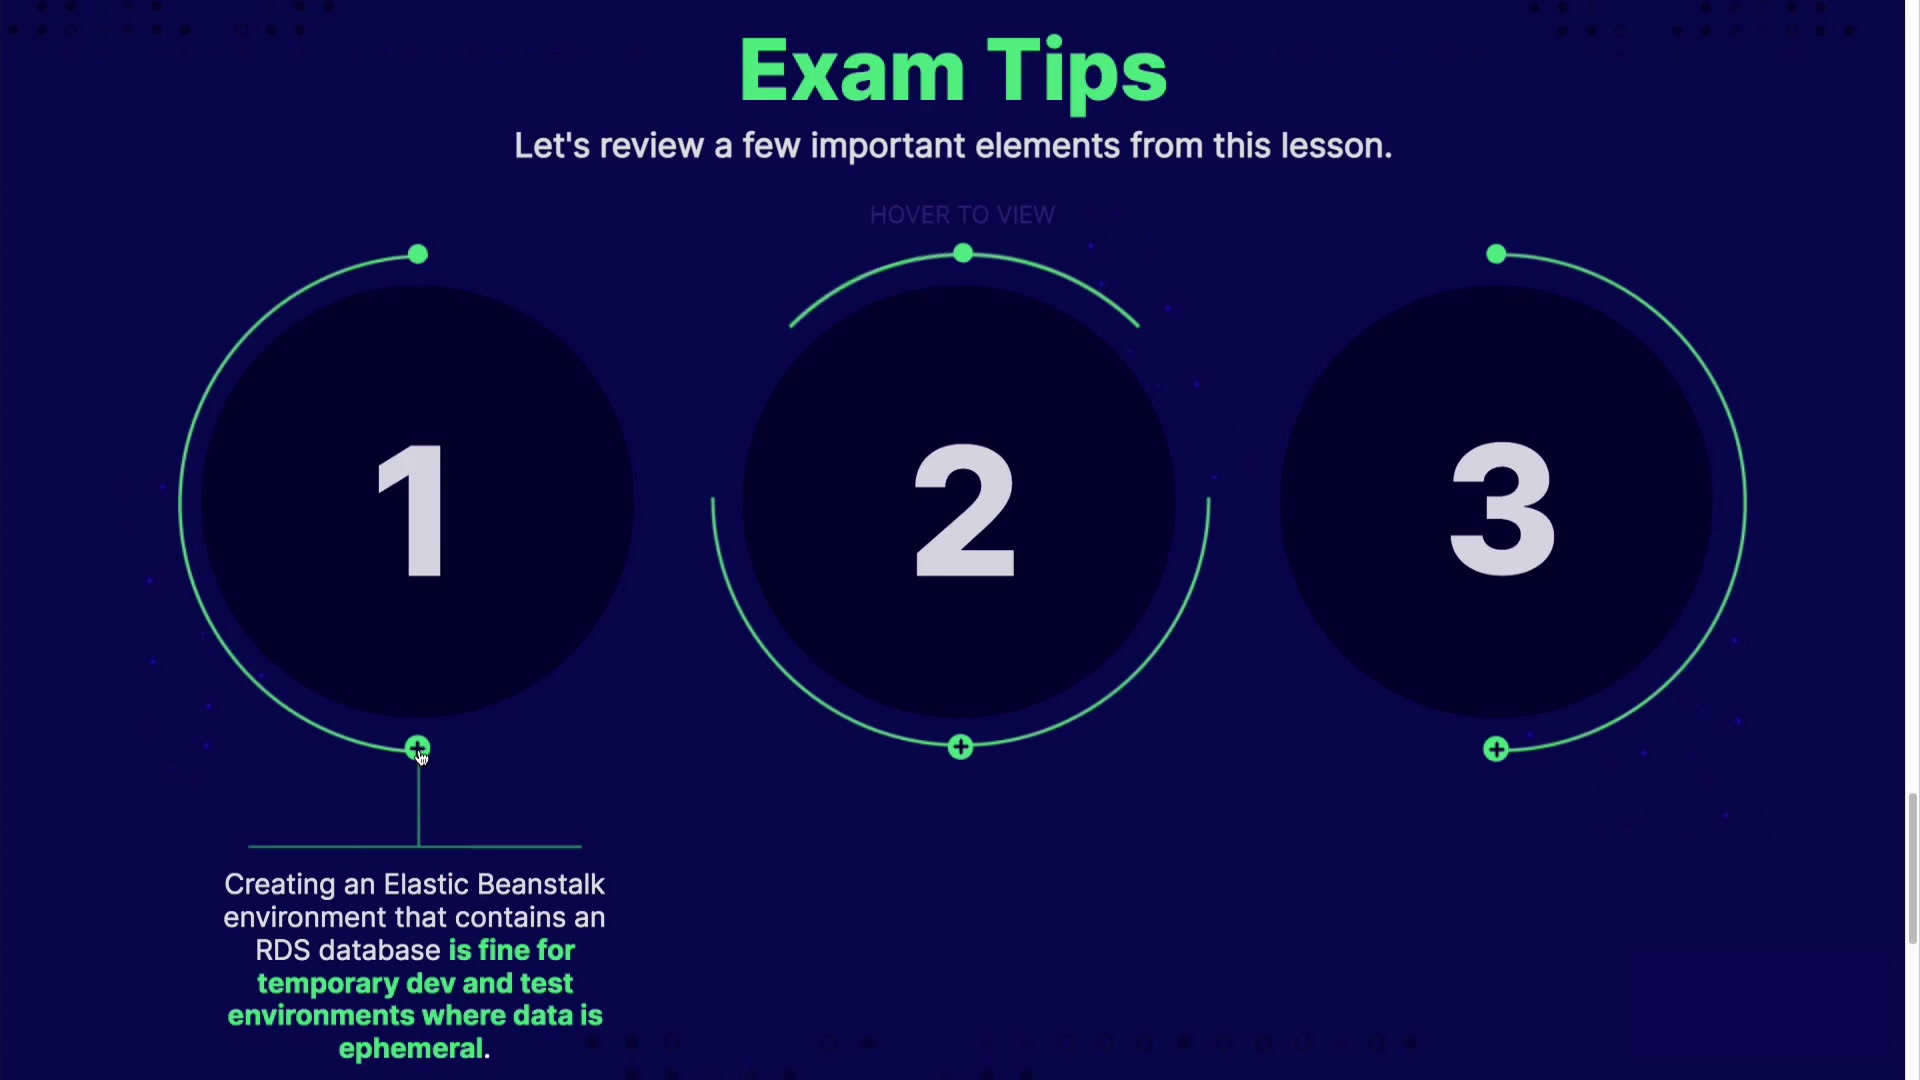 Exam Tips
Let's review a few important elements from this lesson.
HOVER TO VIEW
1
2
3
Creating an Elastic Beanstalk
environment that contains an
RDS database is fine for
temporary dev and test
environments where data is
ephemeral.